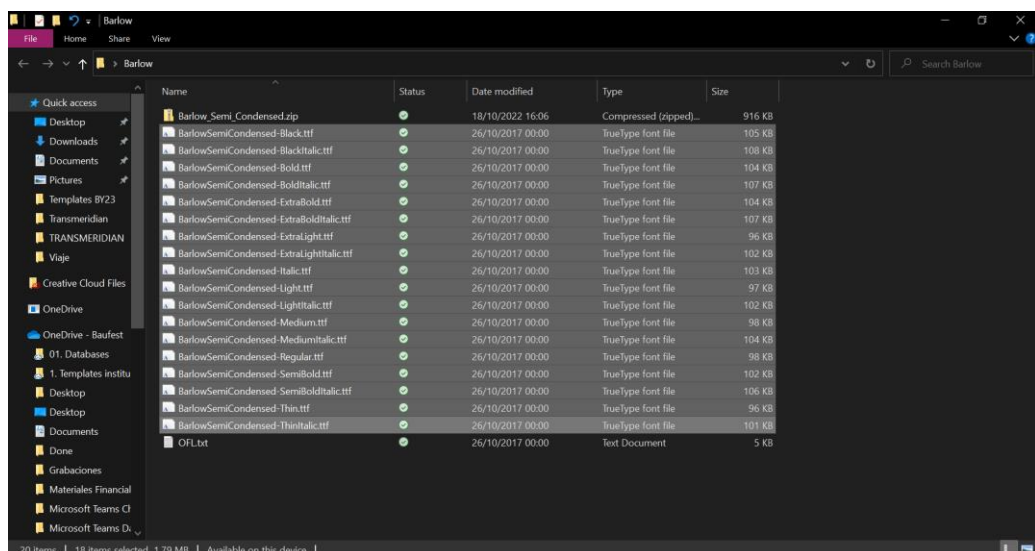 Barlow
File Home Share View
Barlow
Search Barlow
Name Status Date modified Type Size
Quick access
Desktop
Downloads
Documents
Pictures
Templates BY23
Transmeridian
TRANSMERIDIAN
Viaje
Creative Cloud Files
OneDrive
OneDrive - Baufest
01. Databases
1. Templates institu
Desktop
Desktop
Documents
Done
Grabaciones
Materiales Financial
Microsoft Teams Ch
Microsoft Teams Da
Barlow_Semi_Condensed.zip 18/10/2022 16:06 Compressed (zipped)... 916 KB
BarlowSemiCondensed-Black.ttf 26/10/2017 00:00 TrueType font file 105 KB
BarlowSemiCondensed-BlackItalic.ttf 26/10/2017 00:00 TrueType font file 108 KB
BarlowSemiCondensed-Bold.ttf 26/10/2017 00:00 TrueType font file 104 KB
BarlowSemiCondensed-BoldItalic.ttf 26/10/2017 00:00 TrueType font file 107 KB
BarlowSemiCondensed-ExtraBold.ttf 26/10/2017 00:00 TrueType font file 104 KB
BarlowSemiCondensed-ExtraBoldItalic.ttf 26/10/2017 00:00 TrueType font file 107 KB
BarlowSemiCondensed-ExtraLight.ttf 26/10/2017 00:00 TrueType font file 96 KB
BarlowSemiCondensed-ExtraLightItalic.ttf 26/10/2017 00:00 TrueType font file 102 KB
BarlowSemiCondensed-Italic.ttf 26/10/2017 00:00 TrueType font file 103 KB
BarlowSemiCondensed-Light.ttf 26/10/2017 00:00 TrueType font file 97 KB
BarlowSemiCondensed-LightItalic.ttf 26/10/2017 00:00 TrueType font file 102 KB
BarlowSemiCondensed-Medium.ttf 26/10/2017 00:00 TrueType font file 98 KB
BarlowSemiCondensed-MediumItalic.ttf 26/10/2017 00:00 TrueType font file 104 KB
BarlowSemiCondensed-Regular.ttf 26/10/2017 00:00 TrueType font file 98 KB
BarlowSemiCondensed-SemiBold.ttf 26/10/2017 00:00 TrueType font file 102 KB
BarlowSemiCondensed-SemiBoldItalic.ttf 26/10/2017 00:00 TrueType font file 106 KB
BarlowSemiCondensed-Thin.ttf 26/10/2017 00:00 TrueType font file 96 KB
BarlowSemiCondensed-ThinItalic.ttf 26/10/2017 00:00 TrueType font file 101 KB
OFL.txt 26/10/2017 00:00 Text Document 5 KB
20 items 18 items selected 1.79 MB Available on this device